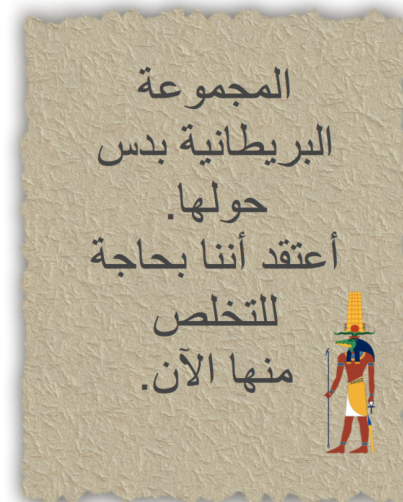 المجموعة
البريطانية بدس
حولها.
أعتقد أننا بحاجة
للتخلص
منها الآن.